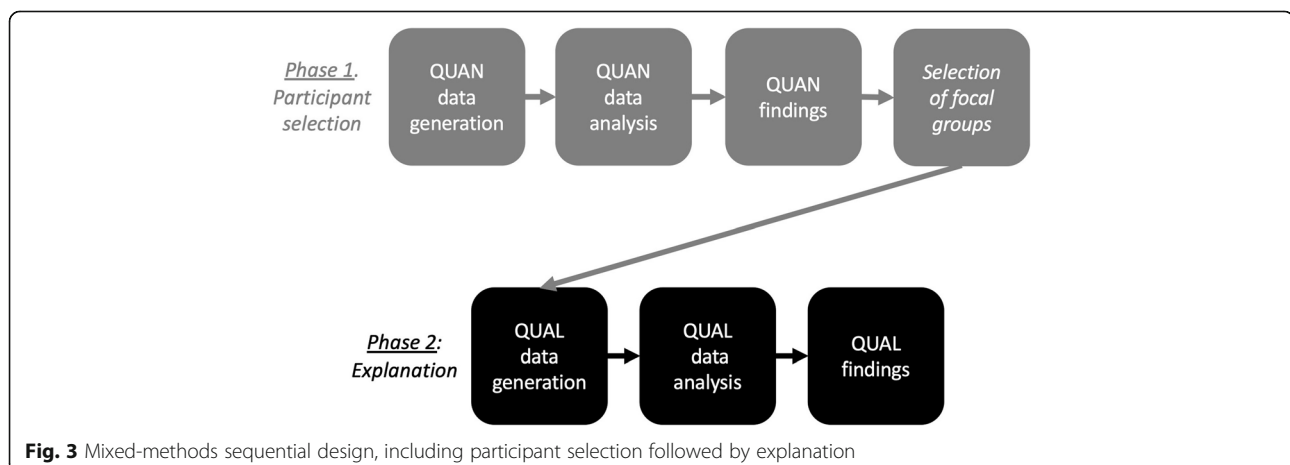 Phase 1.
Participant
selection
QUAN
data
generation
QUAN
data
analysis
QUAN
findings
Selection
of focal
groups
Phase 2:
Explanation
QUAL
data
generation
QUAL
data
analysis
QUAL
findings
Fig. 3 Mixed-methods sequential design, including participant selection followed by explanation